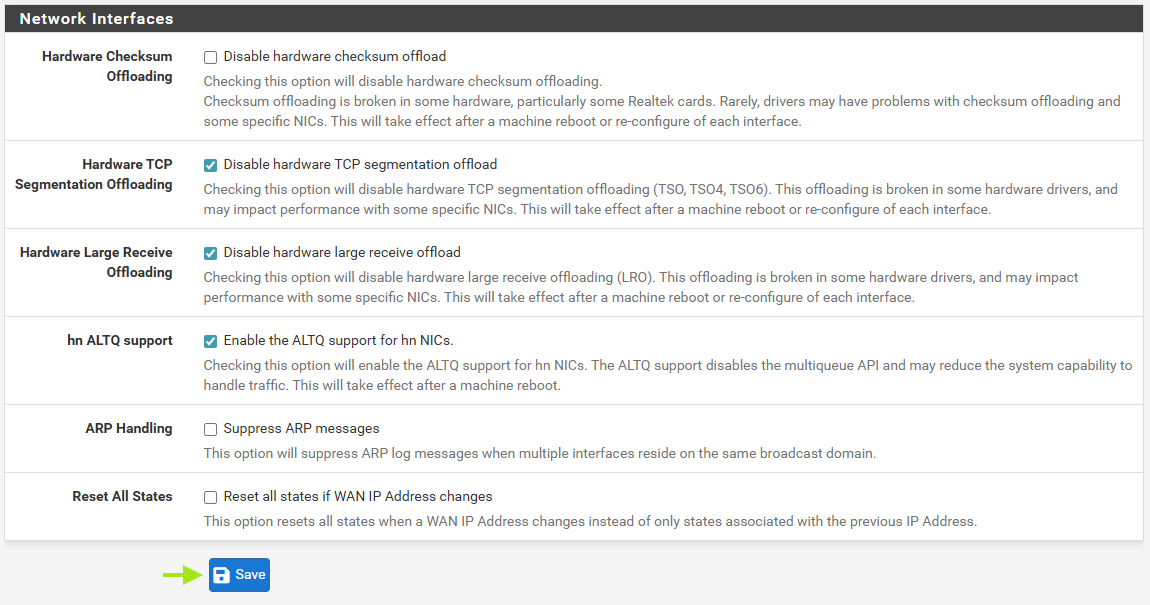 Network Interfaces
Hardware Checksum Offloading
Disable hardware checksum offload
Checking this option will disable hardware checksum offloading.
Checksum offloading is broken in some hardware, particularly some Realtek cards. Rarely, drivers may have problems with checksum offloading and
some specific NICs. This will take effect after a machine reboot or re-configure of each interface.
Hardware TCP
Segmentation Offloading
Disable hardware TCP segmentation offload
Checking this option will disable hardware TCP segmentation offloading (TSO, TSO4, TSO6). This offloading is broken in some hardware drivers, and
may impact performance with some specific NICs. This will take effect after a machine reboot or re-configure of each interface.
Hardware Large Receive
Offloading
Disable hardware large receive offload
Checking this option will disable hardware large receive offloading (LRO). This offloading is broken in some hardware drivers, and may impact
performance with some specific NICs. This will take effect after a machine reboot or re-configure of each interface.
hn ALTQ support
Enable the ALTQ support for hn NICs.
Checking this option will enable the ALTQ support for hn NICs. The ALTQ support disables the multiqueue API and may reduce the system capability to
handle traffic. This will take effect after a machine reboot.
ARP Handling
Suppress ARP messages
This option will suppress ARP log messages when multiple interfaces reside on the same broadcast domain.
Reset All States
Reset all states if WAN IP Address changes
This option resets all states when a WAN IP Address changes instead of only states associated with the previous IP Address.
Save